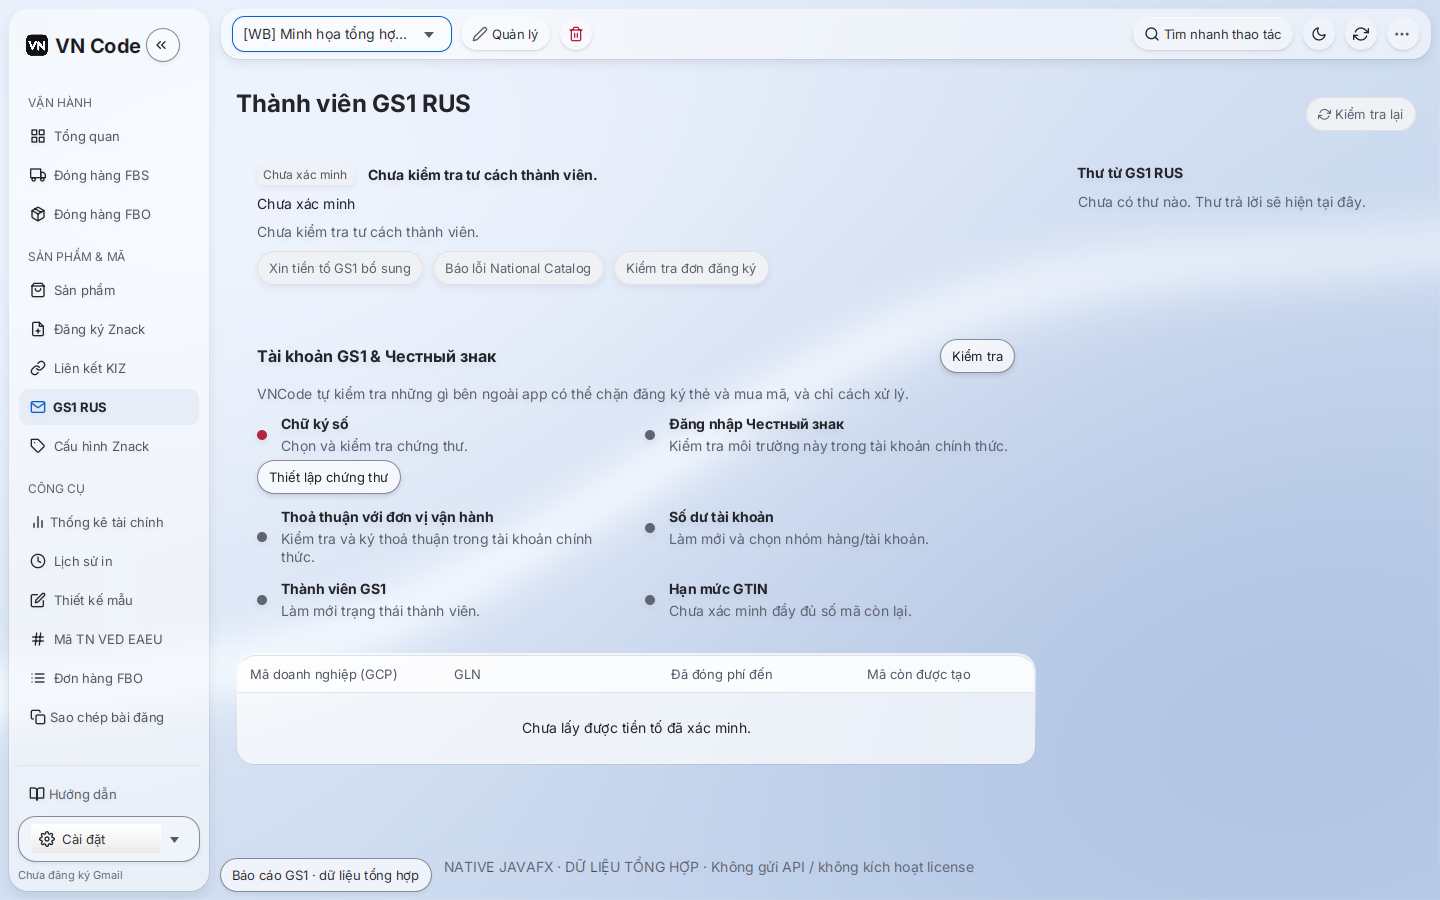 VN Code
VẬN HÀNH
Tổng quan
Đóng hàng FBS
Đóng hàng FBO
SẢN PHẨM & MÃ
Sản phẩm
Đăng ký Znack
Liên kết KIZ
GS1 RUS
Cấu hình Znack
CÔNG CỤ
Thống kê tài chính
Lịch sử in
Thiết kế mẫu
Mã TN VED EAEU
Đơn hàng FBO
Sao chép bài đăng
Hướng dẫn
Cài đặt
Chưa đăng ký Gmail
[WB] Minh họa tổng hợ...
Quản lý
Tìm nhanh thao tác
Thành viên GS1 RUS
Kiểm tra lại
Chưa xác minh
Chưa kiểm tra tư cách thành viên.
Chưa xác minh
Chưa kiểm tra tư cách thành viên.
Xin tiền tố GS1 bổ sung
Báo lỗi National Catalog
Kiểm tra đơn đăng ký
Thư từ GS1 RUS
Chưa có thư nào. Thư trả lời sẽ hiện tại đây.
Tài khoản GS1 & Честный знак
Kiểm tra
VNCode tự kiểm tra những gì bên ngoài app có thể chặn đăng ký thẻ và mua mã, và chỉ cách xử lý.
Chữ ký số
Chọn và kiểm tra chứng thư.
Thiết lập chứng thư
Đăng nhập Честный знак
Kiểm tra môi trường này trong tài khoản chính thức.
Thoả thuận với đơn vị vận hành
Kiểm tra và ký thoả thuận trong tài khoản chính
thức.
Số dư tài khoản
Làm mới và chọn nhóm hàng/tài khoản.
Thành viên GS1
Làm mới trạng thái thành viên.
Hạn mức GTIN
Chưa xác minh đầy đủ số mã còn lại.
Mã doanh nghiệp (GCP)
GLN
Đã đóng phí đến
Mã còn được tạo
Chưa lấy được tiền tố đã xác minh.
Báo cáo GS1 · dữ liệu tổng hợp
NATIVE JAVAFX · DỮ LIỆU TỔNG HỢP · Không gửi API / không kích hoạt license